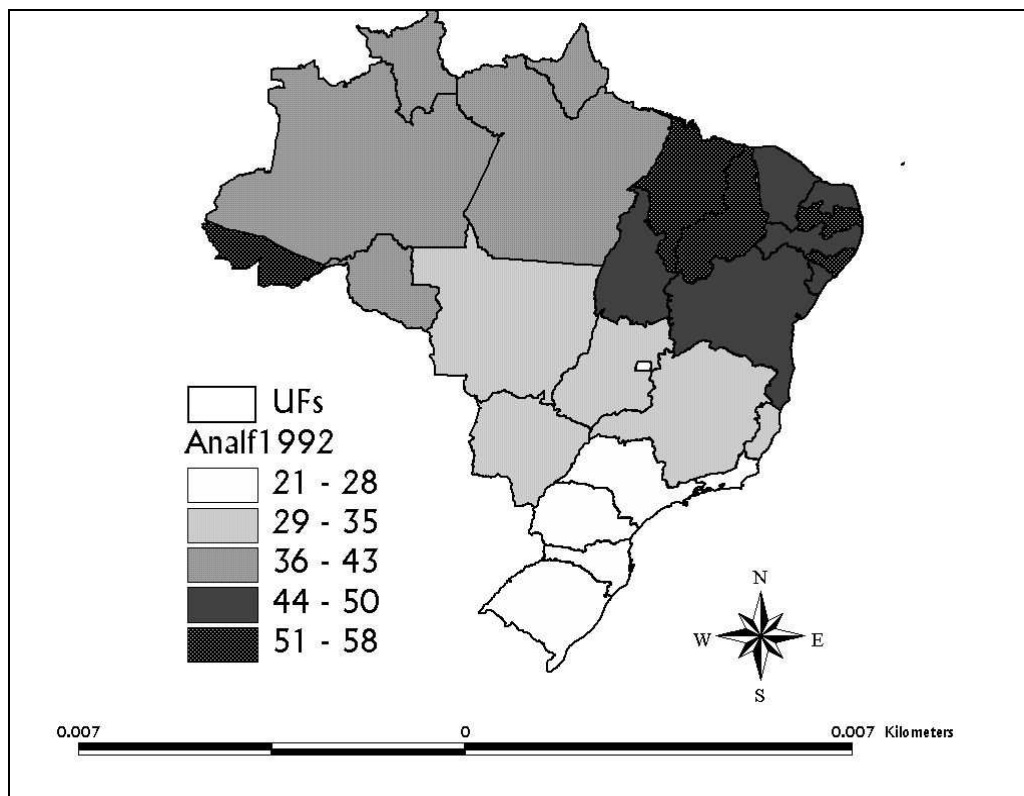 UFs
Analf1992
21 - 28
29 - 35
36 - 43
44 - 50
51 - 58
N
W E
S
0.007 0 0.007 Kilometers